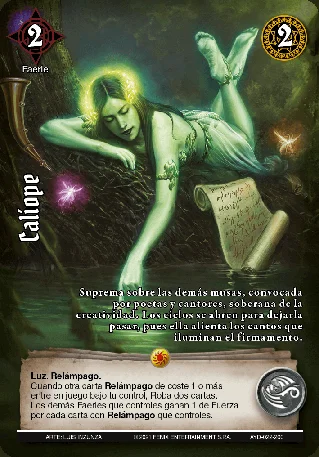 2
2
Faerie
Calíope
Suprema sobre las demás musas, convocada
por poetas y cantores, soberana de la
creatividad. Los cielos se abren para dejarla
pasar, pues ella alienta los cantos que
iluminan el firmamento.
Luz. Relámpago.
Cuando otra carta Relámpago de coste 1 o más
entre en juego bajo tu control, Roba dos cartas.
Los demás Faeries que controles ganan 1 de Fuerza
por cada carta con Relámpago que controles.
ARTE: LUIS INZUNZA